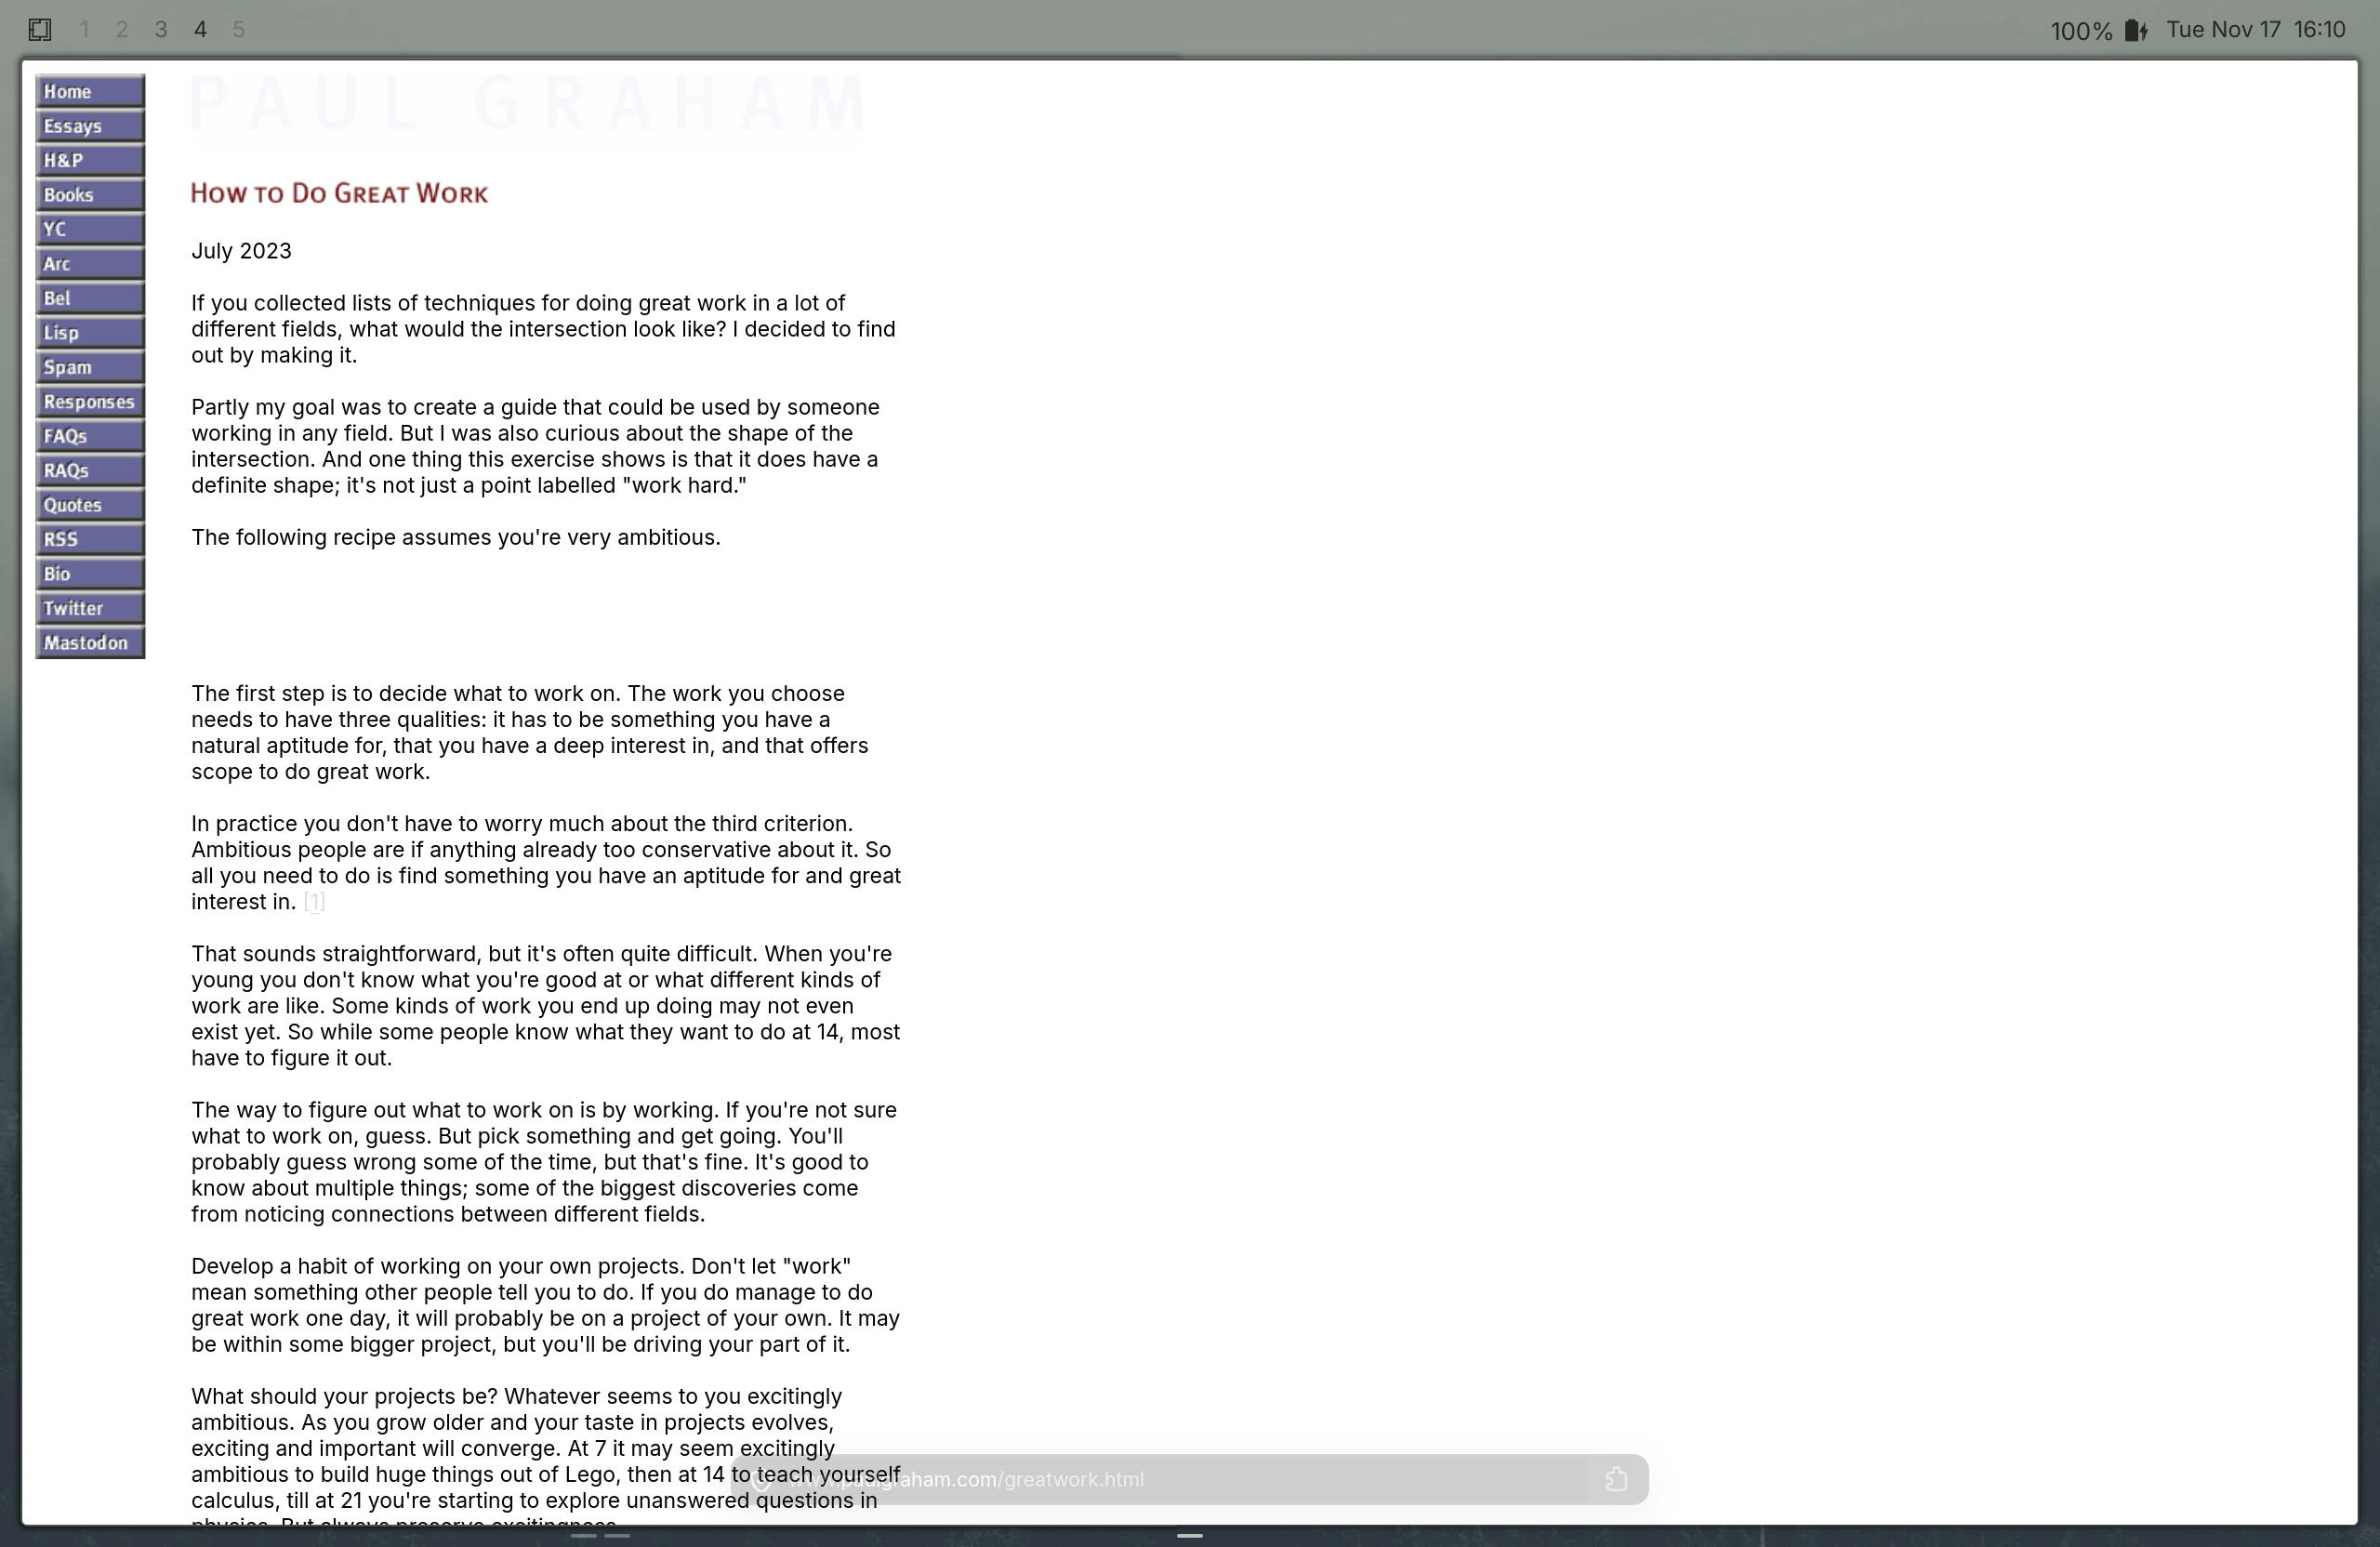 1 2 3 4 5
100% Tue Nov 17 16:10
Home
Essays
H&P
Books
YC
Arc
Bel
Lisp
Spam
Responses
FAQs
RAQs
Quotes
RSS
Bio
Twitter
Mastodon
PAUL GRAHAM
How to Do Great Work
July 2023
If you collected lists of techniques for doing great work in a lot of
different fields, what would the intersection look like? I decided to find
out by making it.
Partly my goal was to create a guide that could be used by someone
working in any field. But I was also curious about the shape of the
intersection. And one thing this exercise shows is that it does have a
definite shape; it's not just a point labelled "work hard."
The following recipe assumes you're very ambitious.
The first step is to decide what to work on. The work you choose
needs to have three qualities: it has to be something you have a
natural aptitude for, that you have a deep interest in, and that offers
scope to do great work.
In practice you don't have to worry much about the third criterion.
Ambitious people are if anything already too conservative about it. So
all you need to do is find something you have an aptitude for and great
interest in. [1]
That sounds straightforward, but it's often quite difficult. When you're
young you don't know what you're good at or what different kinds of
work are like. Some kinds of work you end up doing may not even
exist yet. So while some people know what they want to do at 14, most
have to figure it out.
The way to figure out what to work on is by working. If you're not sure
what to work on, guess. But pick something and get going. You'll
probably guess wrong some of the time, but that's fine. It's good to
know about multiple things; some of the biggest discoveries come
from noticing connections between different fields.
Develop a habit of working on your own projects. Don't let "work"
mean something other people tell you to do. If you do manage to do
great work one day, it will probably be on a project of your own. It may
be within some bigger project, but you'll be driving your part of it.
What should your projects be? Whatever seems to you excitingly
ambitious. As you grow older and your taste in projects evolves,
exciting and important will converge. At 7 it may seem excitingly
ambitious to build huge things out of Lego, then at 14 to teach yourself
calculus, till at 21 you're starting to explore unanswered questions in
physics. But always preserve excitingness.
www.paulgraham.com/greatwork.html